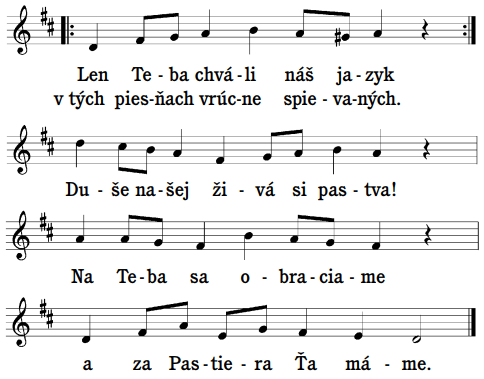 Len Te - ba chvá - li náš ja - zyk
v tých pies - ňach vrúc - ne spie - va - ných.
Du - še na - šej ži - vá si pas - tva!
Na Te - ba sa o - bra - cia - me
a za Pas - tie - ra Ťa má - me.